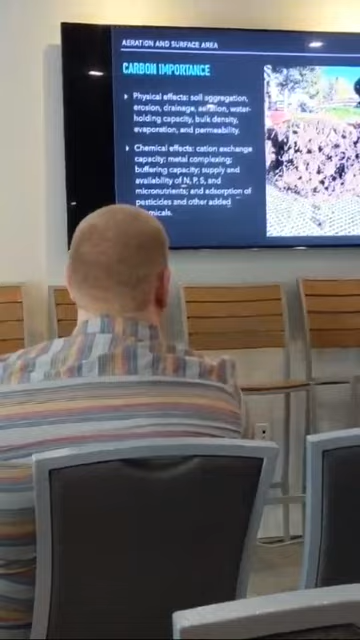 AERATION AND SURFACE AREA
CARBON IMPORTANCE
Physical effects: soil aggregation,
erosion, drainage, aeration, water-
holding capacity, bulk density,
evaporation, and permeability.
Chemical effects: cation exchange
capacity; metal complexing;
buffering capacity; supply and
availability of N, P, S, and
micronutrients; and adsorption of
pesticides and other added